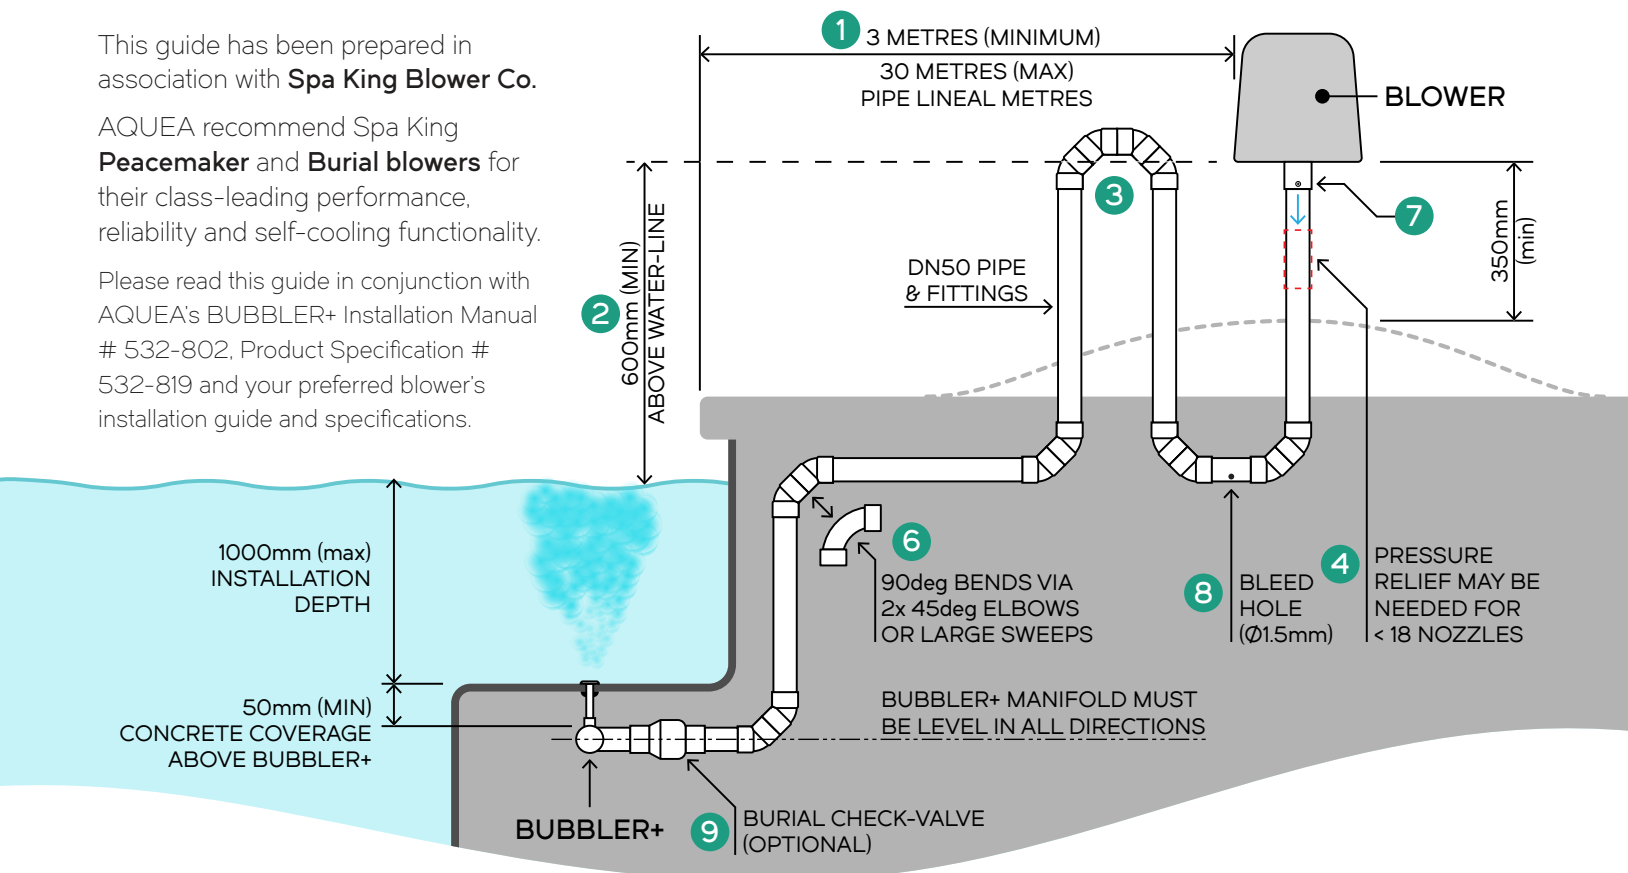 This guide has been prepared in
association with Spa King Blower Co.
AQUEA recommend Spa King
Peacemaker and Burial blowers for
their class-leading performance,
reliability and self-cooling functionality.
Please read this guide in conjunction with
AQUEA's BUBBLER+ Installation Manual
# 532-802, Product Specification #
532-819 and your preferred blower's
installation guide and specifications.
1 3 METRES (MINIMUM)
30 METRES (MAX)
PIPE LINEAL METRES
BLOWER
2
600mm (MIN)
ABOVE WATER-LINE
3
7
350mm
(min)
DN50 PIPE
& FITTINGS
1000mm (max)
INSTALLATION
DEPTH
6
90deg BENDS VIA
2x 45deg ELBOWS
OR LARGE SWEEPS
8
BLEED
HOLE
(Ø1.5mm)
4
PRESSURE
RELIEF MAY BE
NEEDED FOR
< 18 NOZZLES
50mm (MIN)
CONCRETE COVERAGE
ABOVE BUBBLER+
BUBBLER+ MANIFOLD MUST
BE LEVEL IN ALL DIRECTIONS
BUBBLER+
9
BURIAL CHECK-VALVE
(OPTIONAL)